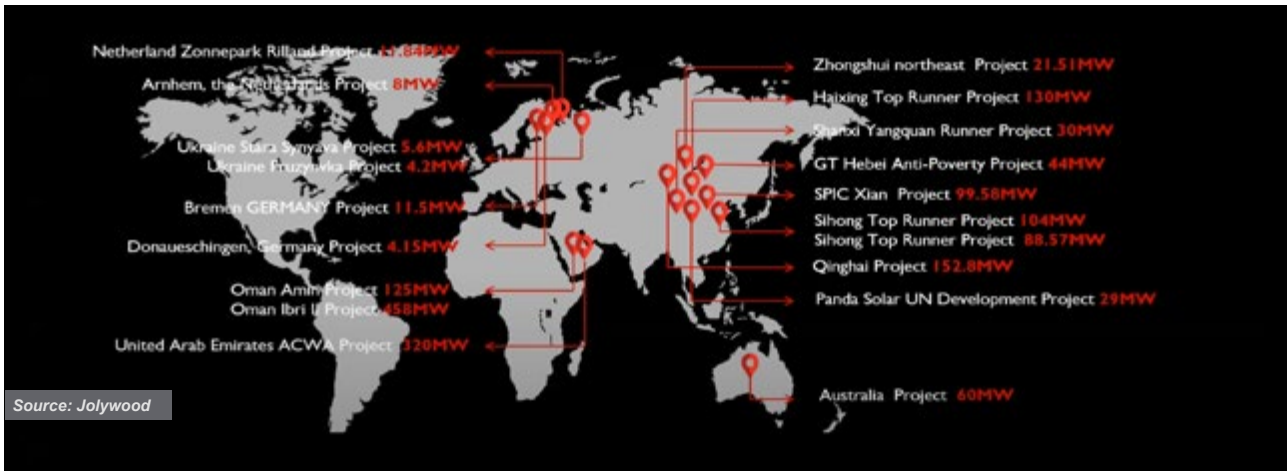 Netherland Zonnepark Rilland Project 11.84MW
Arnhem, the Netherlands Project 8MW
Ukraine Stara Synyava Project 5.6MW
Ukraine Project 4.2MW
Bremen GERMANY Project 11.5MW
Donaueschingen, Germany Project 4.15MW
Oman Amin Project 125MW
Oman Ibri II Project 458MW
United Arab Emirates ACWA Project 320MW
Source: Jolywood
Zhongshui northeast Project 21.51MW
Haixing Top Runner Project 130MW
Shanxi Yangquan Runner Project 30MW
GT Hebei Anti-Poverty Project 44MW
SPIC Xian Project 99.58MW
Sihong Top Runner Project 104MW
Sihong Top Runner Project 88.57MW
Qinghai Project 152.8MW
Panda Solar UN Development Project 29MW
Australia Project 60MW